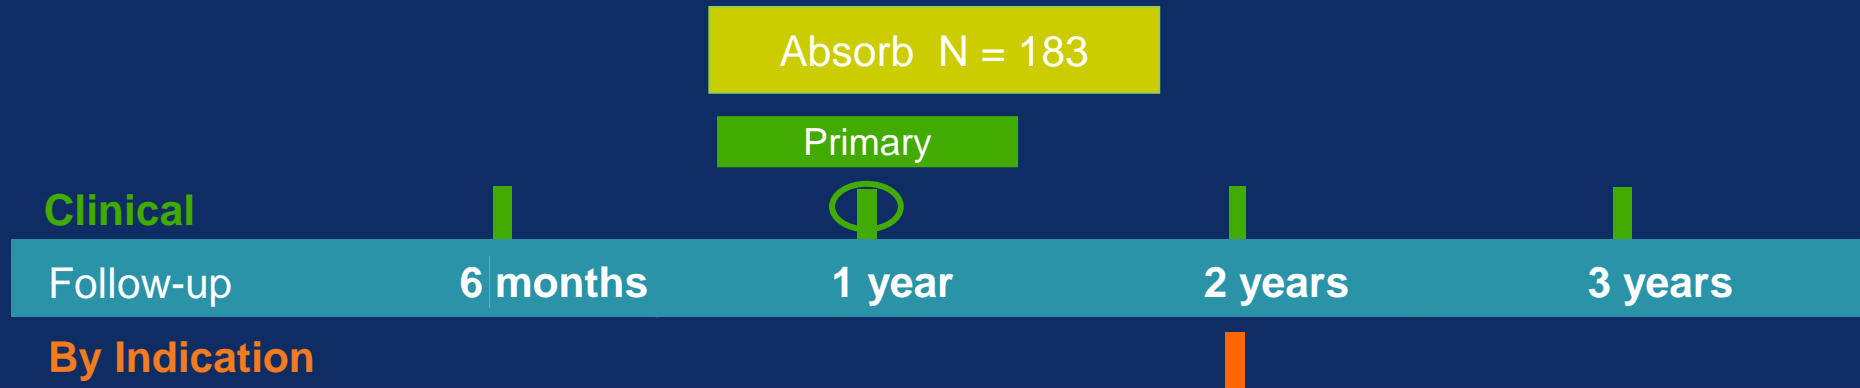 Absorb N = 183
Primary
Clinical
Follow-up 6 months 1 year 2 years 3 years
By Indication